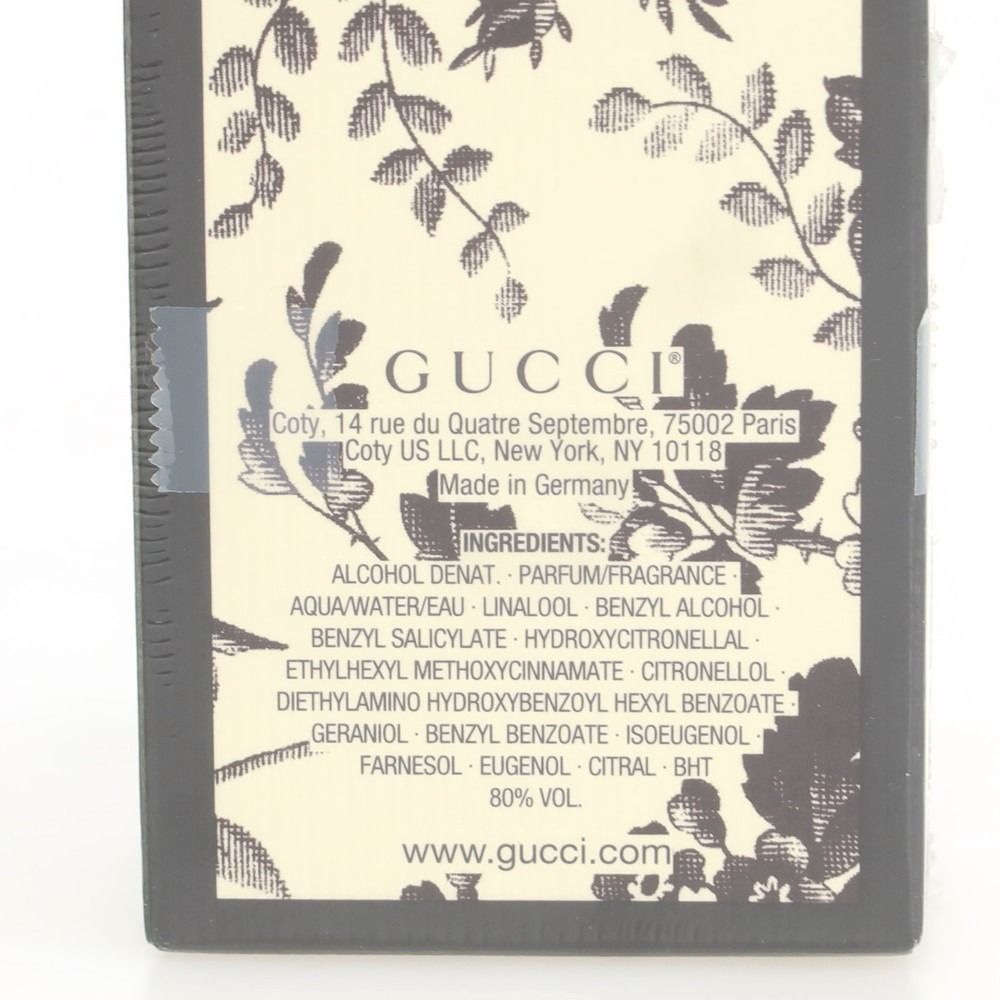 GUCCI®
Coty, 14 rue du Quatre Septembre, 75002 Paris
Coty US LLC, New York, NY 10118
Made in Germany
INGREDIENTS:
ALCOHOL DENAT. · PARFUM/FRAGRANCE ·
AQUA/WATER/EAU · LINALOOL · BENZYL ALCOHOL ·
BENZYL SALICYLATE · HYDROXYCITRONELLAL ·
ETHYLHEXYL METHOXYCINNAMATE · CITRONELLOL ·
DIETHYLAMINO HYDROXYBENZOYL HEXYL BENZOATE ·
GERANIOL · BENZYL BENZOATE · ISOEUGENOL ·
FARNESOL · EUGENOL · CITRAL · BHT
80% VOL.
www.gucci.com